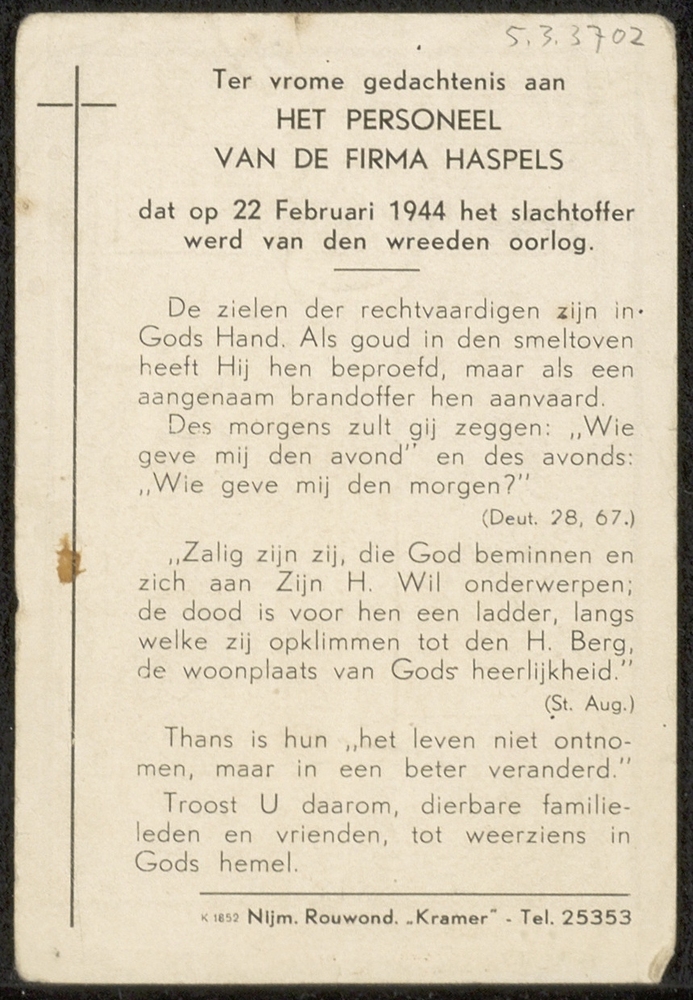 5.3.3702
Ter vrome gedachtenis aan
HET PERSONEEL
VAN DE FIRMA HASPELS
dat op 22 Februari 1944 het slachtoffer
werd van den wreeden oorlog.
De zielen der rechtvaardigen zijn in
Gods Hand. Als goud in den smeltoven
heeft Hij hen beproefd, maar als een
aangenaam brandoffer hen aanvaard.
Des morgens zult gij zeggen: „Wie
geve mij den avond” en des avonds:
„Wie geve mij den morgen?”
(Deut. 28, 67.)
„Zalig zijn zij, die God beminnen en
zich aan Zijn H. Wil onderwerpen;
de dood is voor hen een ladder, langs
welke zij opklimmen tot den H. Berg,
de woonplaats van Gods heerlijkheid.”
(St. Aug.)
Thans is hun „het leven niet ontno-
men, maar in een beter veranderd.”
Troost U daarom, dierbare familie-
leden en vrienden, tot weerziens in
Gods hemel.
K 1852 Nijm. Rouwond. „Kramer” - Tel. 25353